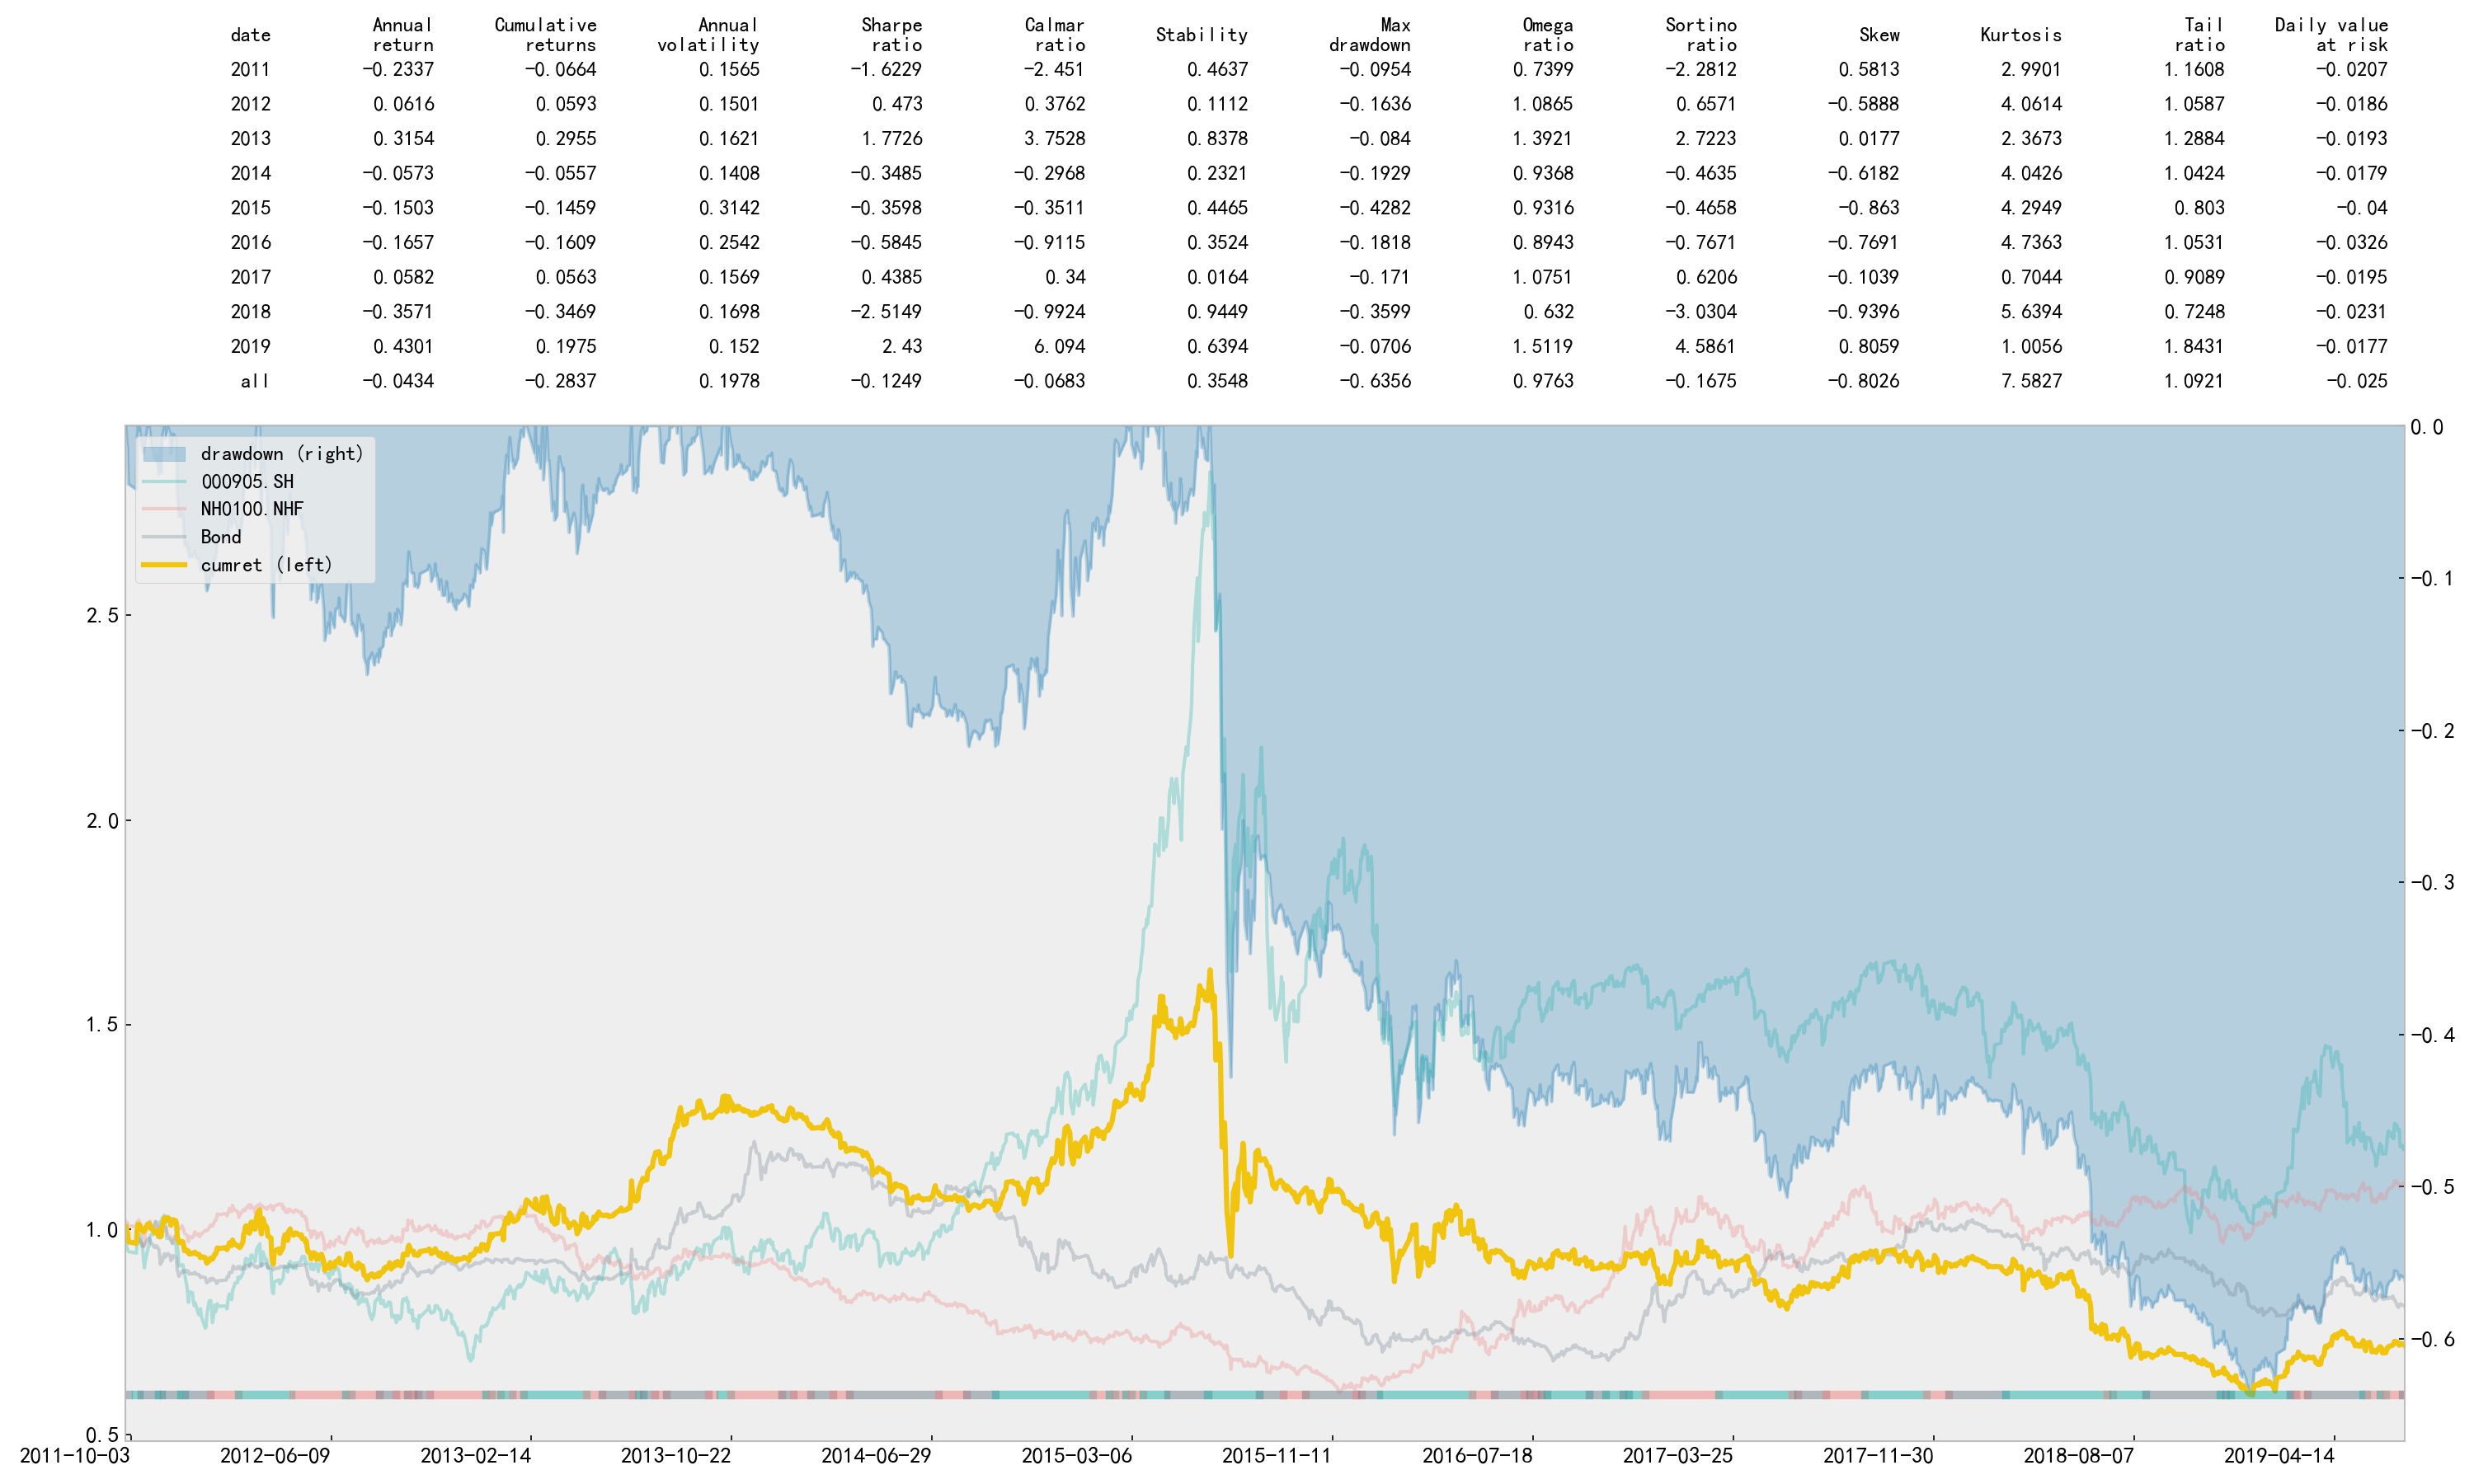 date Annual return Cumulative returns Annual volatility Sharpe ratio Calmar ratio Stability Max drawdown Omega ratio Sortino ratio Skew Kurtosis Tail ratio Daily value at risk
2011 -0.2337 -0.0664 0.1565 -1.6229 -2.451 0.4637 -0.0954 0.7399 -2.2812 0.5813 2.9901 1.1608 -0.0207
2012 0.0616 0.0593 0.1501 0.473 0.3762 0.1112 -0.1636 1.0865 0.6571 -0.5888 4.0614 1.0587 -0.0186
2013 0.3154 0.2955 0.1621 1.7726 3.7528 0.8378 -0.084 1.3921 2.7223 0.0177 2.3673 1.2884 -0.0193
2014 -0.0573 -0.0557 0.1408 -0.3485 -0.2968 0.2321 -0.1929 0.9368 -0.4635 -0.6182 4.0426 1.0424 -0.0179
2015 -0.1503 -0.1459 0.3142 -0.3598 -0.3511 0.4465 -0.4282 0.9316 -0.4658 -0.863 4.2949 0.803 -0.04
2016 -0.1657 -0.1609 0.2542 -0.5845 -0.9115 0.3524 -0.1818 0.8943 -0.7671 -0.7691 4.7363 1.0531 -0.0326
2017 0.0582 0.0563 0.1569 0.4385 0.34 0.0164 -0.171 1.0751 0.6206 -0.1039 0.7044 0.9089 -0.0195
2018 -0.3571 -0.3469 0.1698 -2.5149 -0.9924 0.9449 -0.3599 0.632 -3.0304 -0.9396 5.6394 0.7248 -0.0231
2019 0.4301 0.1975 0.152 2.43 6.094 0.6394 -0.0706 1.5119 4.5861 0.8059 1.0056 1.8431 -0.0177
all -0.0434 -0.2837 0.1978 -0.1249 -0.0683 0.3548 -0.6356 0.9763 -0.1675 -0.8026 7.5827 1.0921 -0.025
drawdown (right)
000905.SH
NH0100.NHF
Bond
cumret (left)
2.5
2.0
1.5
1.0
0.5
0.0
-0.1
-0.2
-0.3
-0.4
-0.5
-0.6
2011-10-03 2012-06-09 2013-02-14 2013-10-22 2014-06-29 2015-03-06 2015-11-11 2016-07-18 2017-03-25 2017-11-30 2018-08-07 2019-04-14